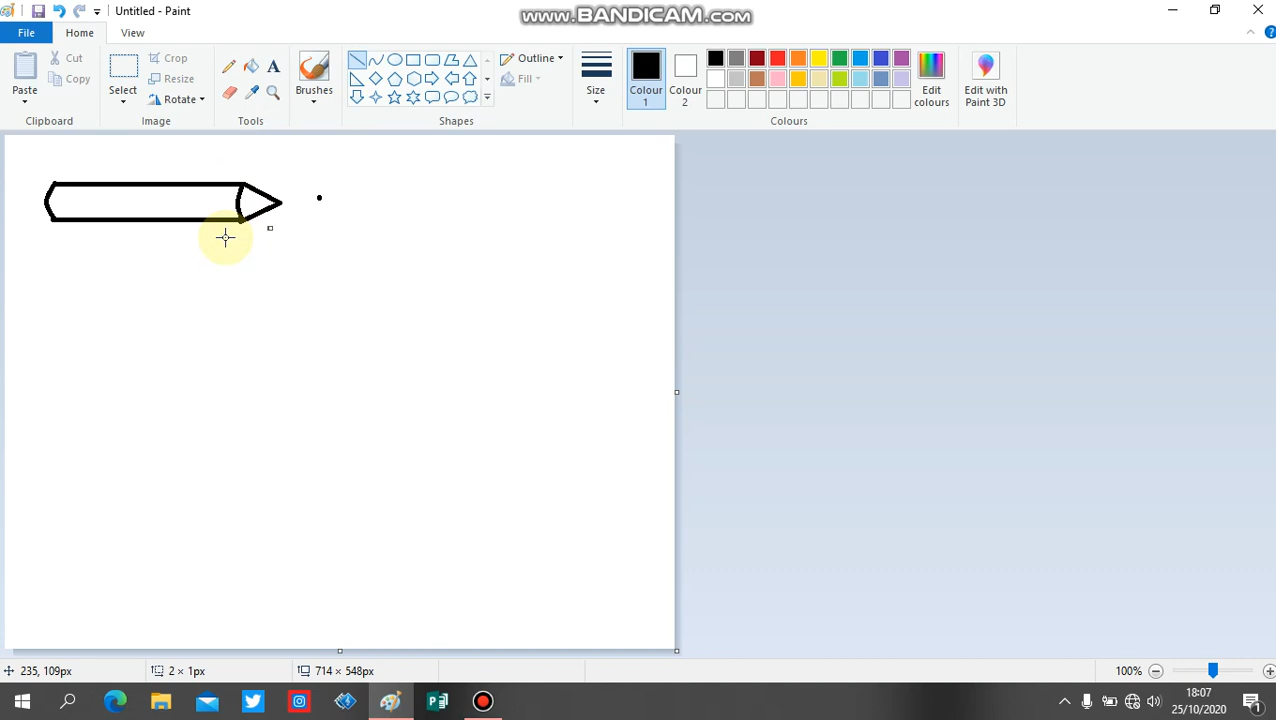 Untitled - Paint
www.BANDICAM.com
File
Home
View
Paste
Cut
Copy
Clipboard
Select
Crop
Resize
Rotate
Image
A
Tools
Brushes
Outline
Fill
Shapes
Size
Colour 1
Colour 2
Edit colours
Colours
Edit with Paint 3D
235, 109px
2 × 1px
714 × 548px
100%
18:07
25/10/2020
1